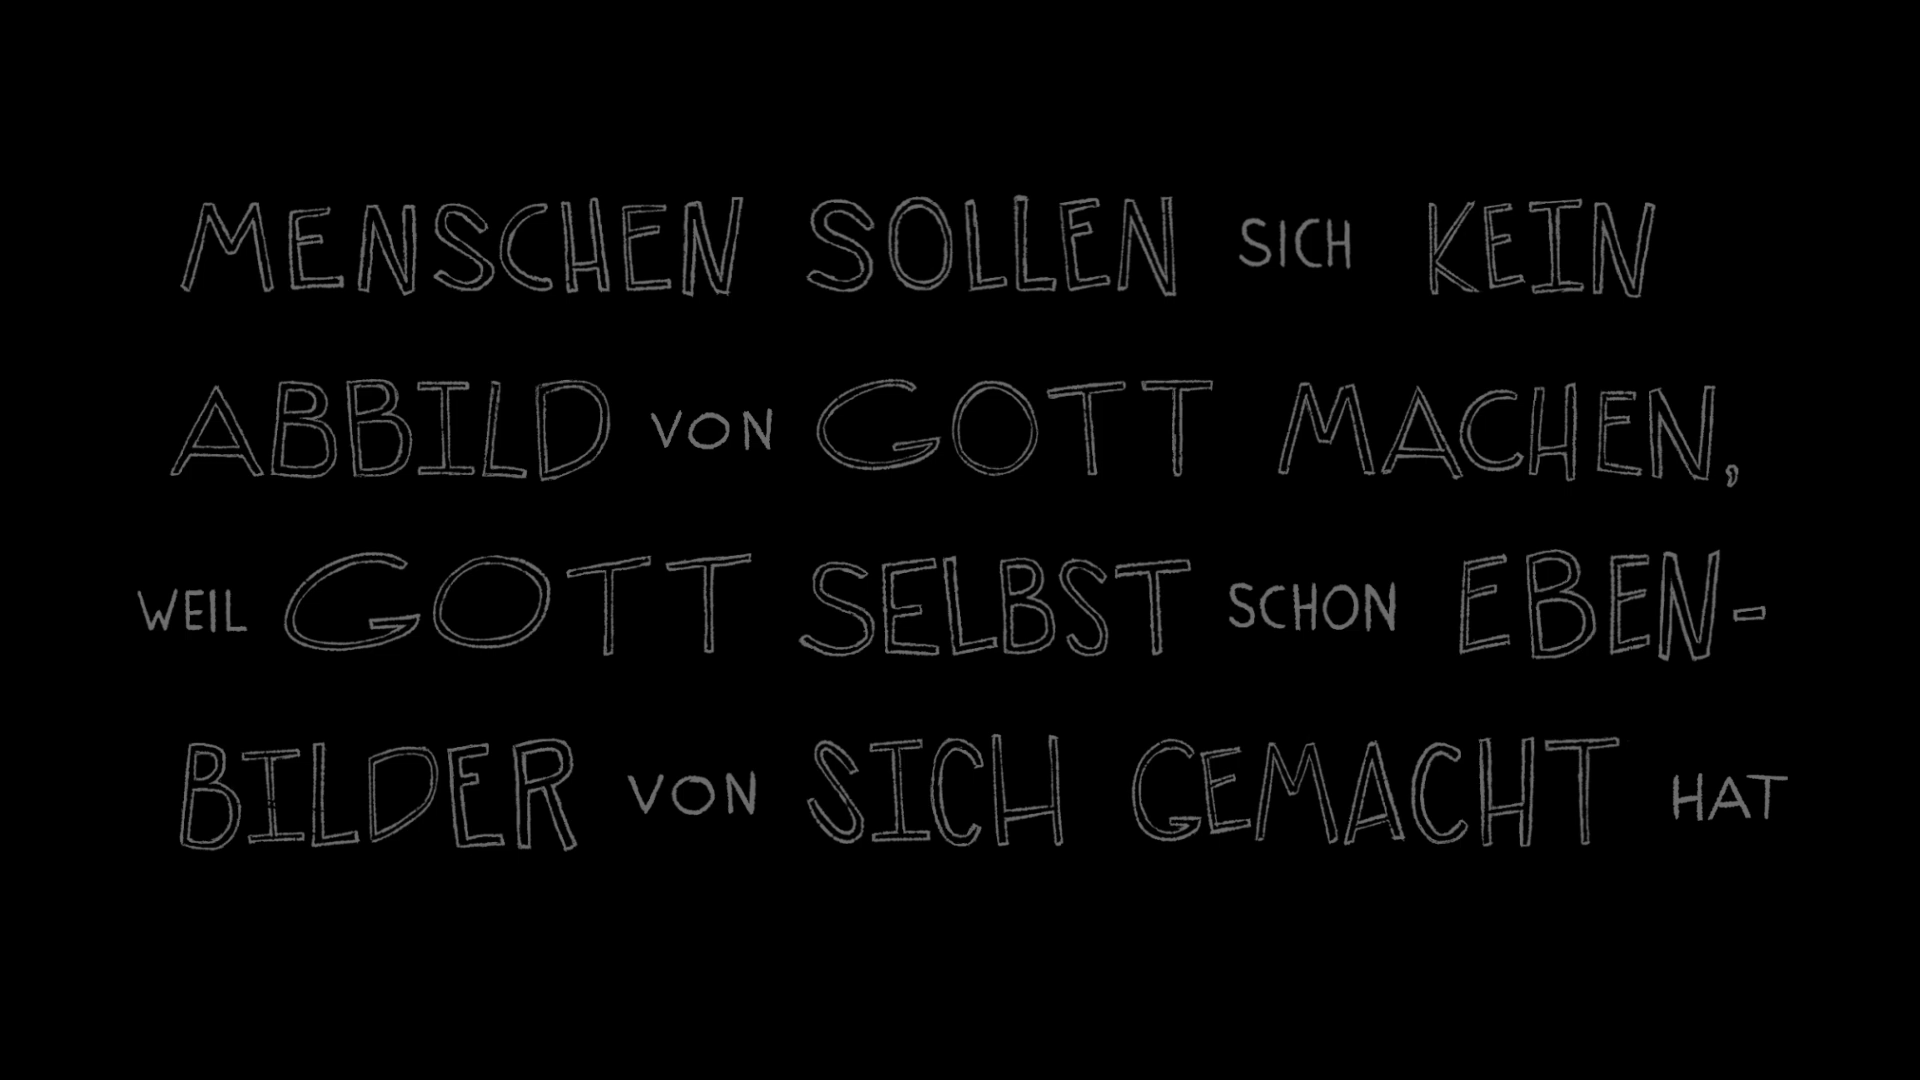 MENSCHEN SOLLEN SICH KEIN
ABBILD VON GOTT MACHEN,
WEIL GOTT SELBST SCHON EBEN-
BILDER VON SICH GEMACHT HAT